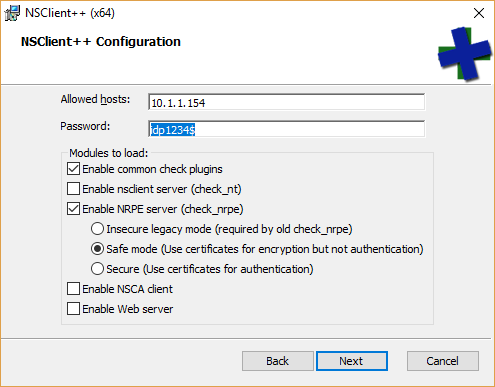 NSClient++ (x64)
NSClient++ Configuration
Allowed hosts: 10.1.1.154
Password: idp1234$
Modules to load:
Enable common check plugins
Enable nsclient server (check_nt)
Enable NRPE server (check_nrpe)
Insecure legacy mode (required by old check_nrpe)
Safe mode (Use certificates for encryption but not authentication)
Secure (Use certificates for authentication)
Enable NSCA client
Enable Web server
Back Next Cancel